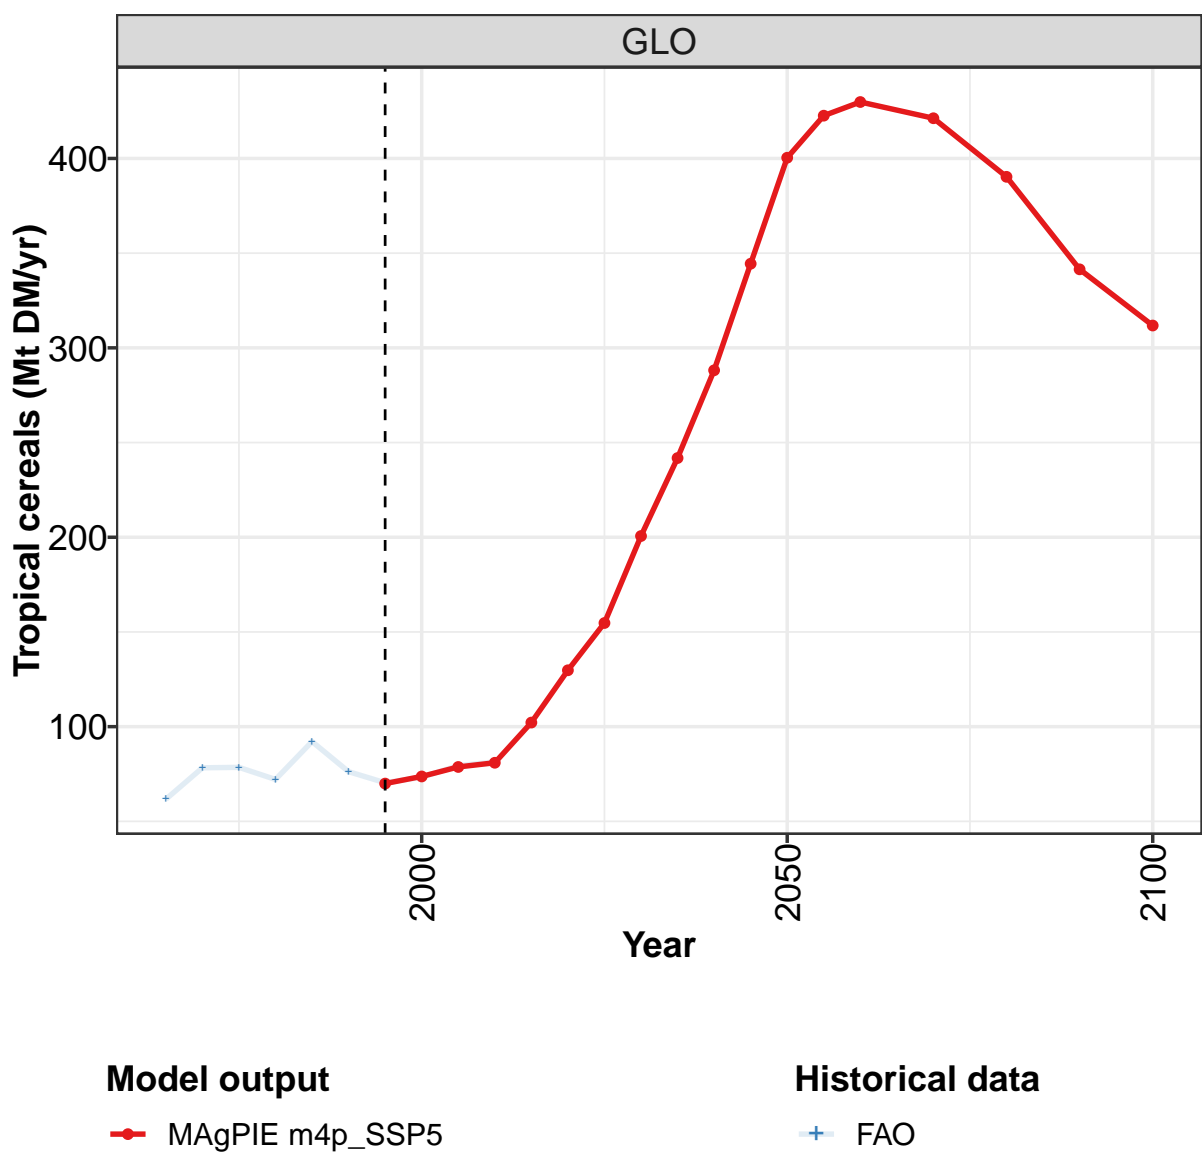 GLO
Tropical cereals (Mt DM/yr)
400
300
200
100
2000
2050
2100
Year
Model output
MAgPIE m4p_SSP5
Historical data
FAO